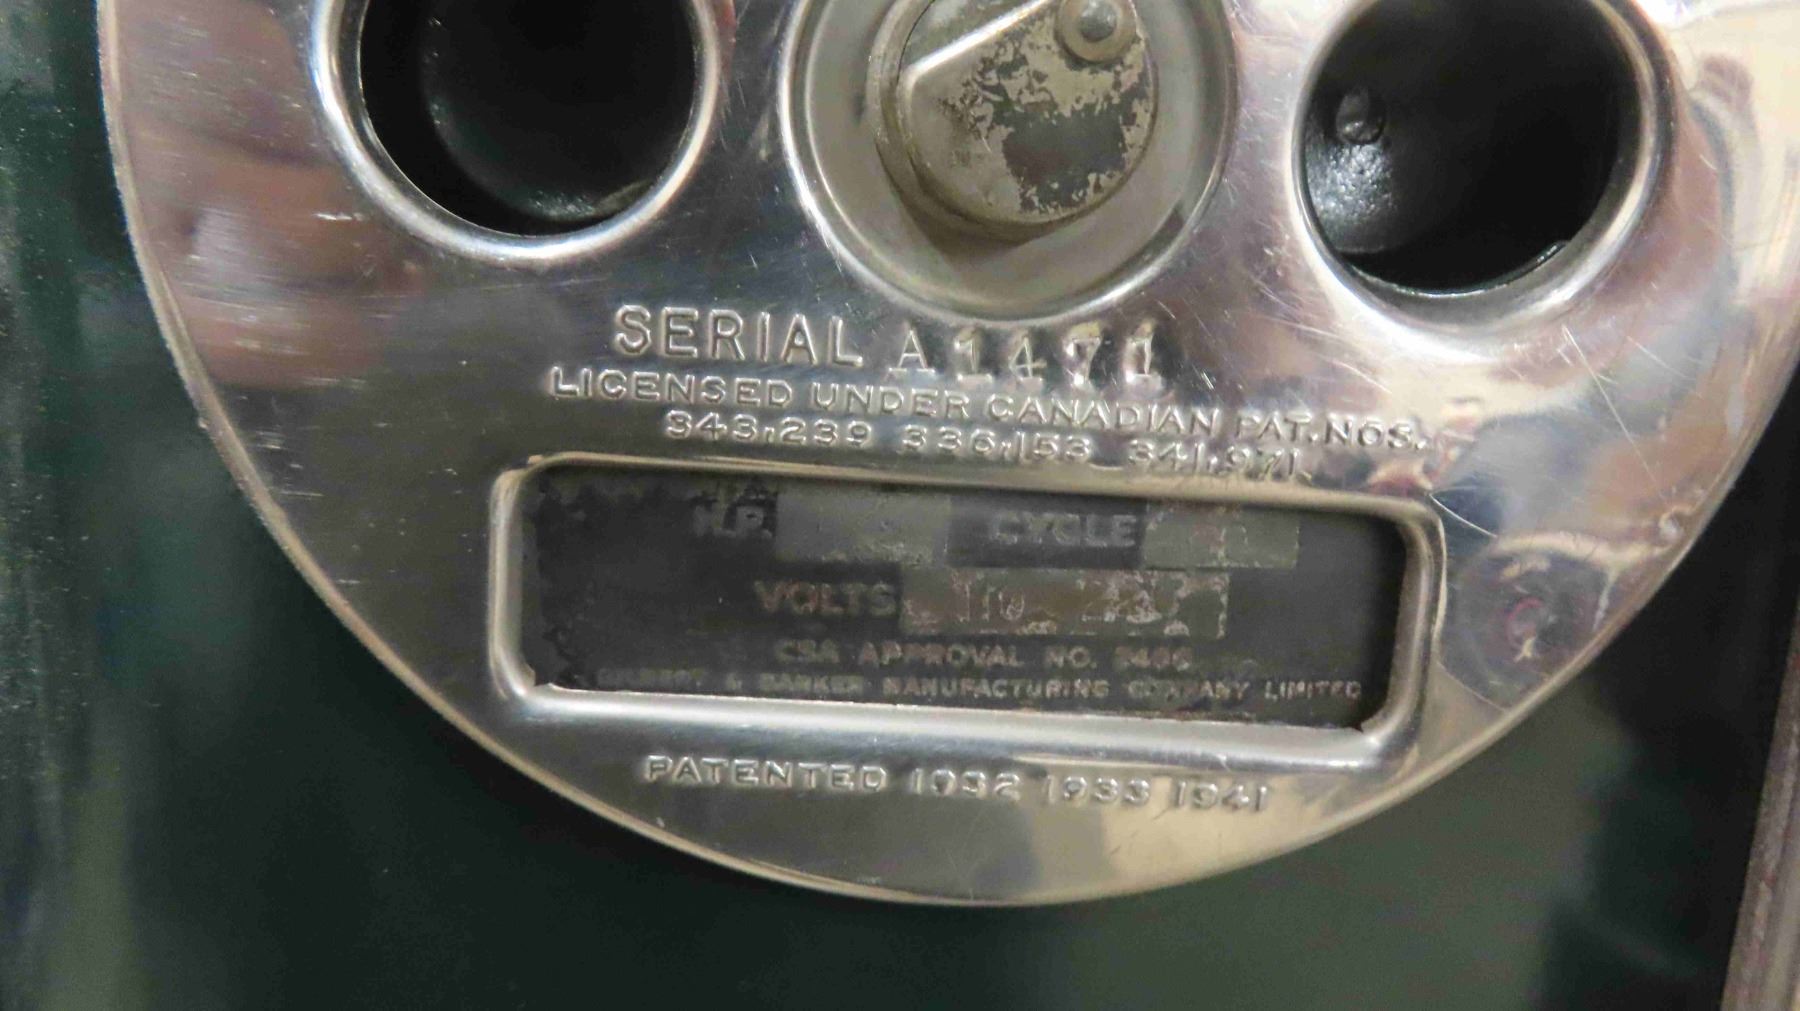 SERIAL A1471
LICENSED UNDER CANADIAN PAT. NOS.
343,239 336,153 341,971
H.P. CYCLE
VOLTS 110
CSA APPROVAL NO.
& BARKER MANUFACTURING COMPANY LIMITED
PATENTED 1932 1933 1941